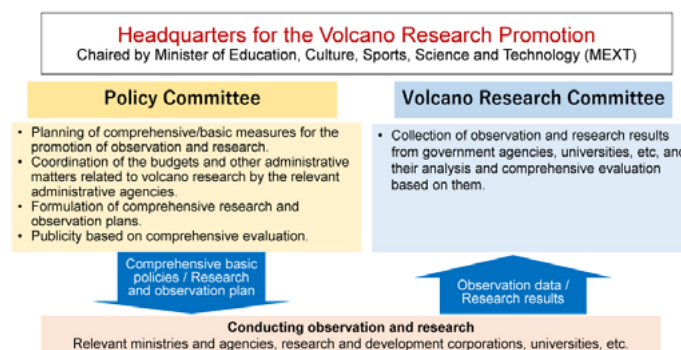 Headquarters for the Volcano Research Promotion
Chaired by Minister of Education, Culture, Sports, Science and Technology (MEXT)
Policy Committee
• Planning of comprehensive/basic measures for the
promotion of observation and research.
• Coordination of the budgets and other administrative
matters related to volcano research by the relevant
administrative agencies.
• Formulation of comprehensive research and
observation plans.
• Publicity based on comprehensive evaluation.
Volcano Research Committee
• Collection of observation and research results
from government agencies, universities, etc, and
their analysis and comprehensive evaluation
based on them.
Comprehensive basic
policies / Research
and observation plan
Observation data /
Research results
Conducting observation and research
Relevant ministries and agencies, research and development corporations, universities, etc.